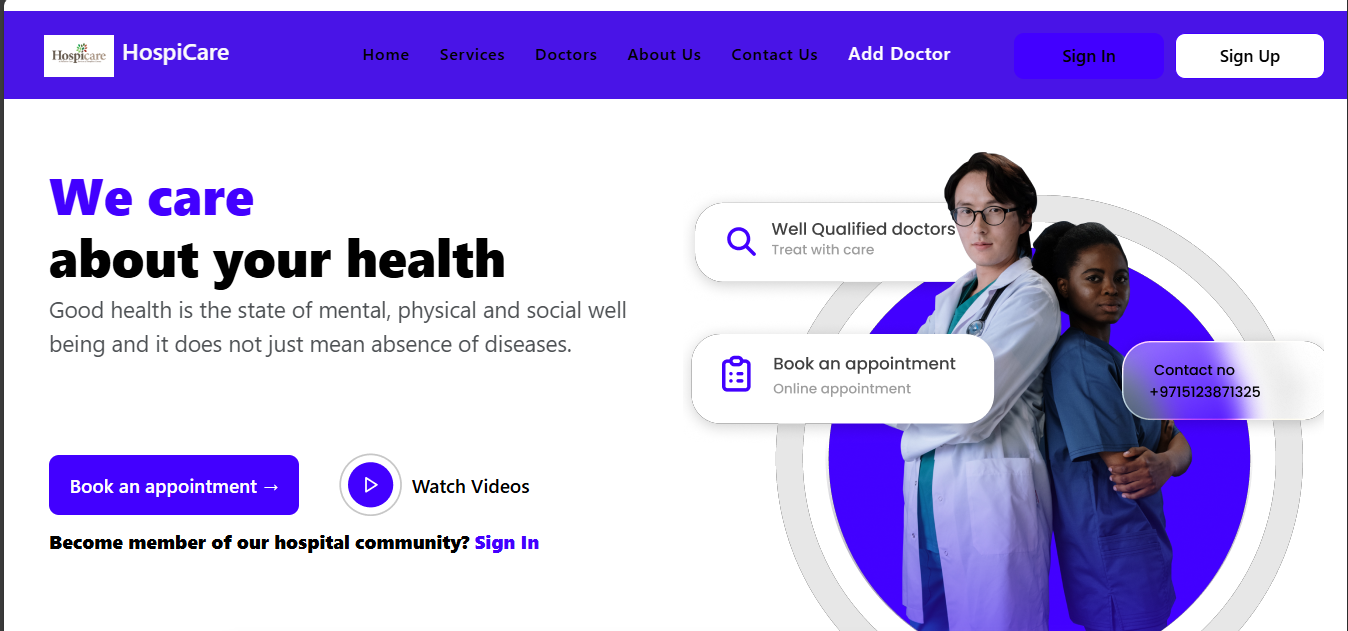 Hospicare
HospiCare
Home Services Doctors About Us Contact Us Add Doctor Sign In Sign Up
We care
about your health
Good health is the state of mental, physical and social well
being and it does not just mean absence of diseases.
Book an appointment →
Watch Videos
Become member of our hospital community? Sign In
Well Qualified doctors
Treat with care
Book an appointment
Online appointment
Contact no
+9715123871325